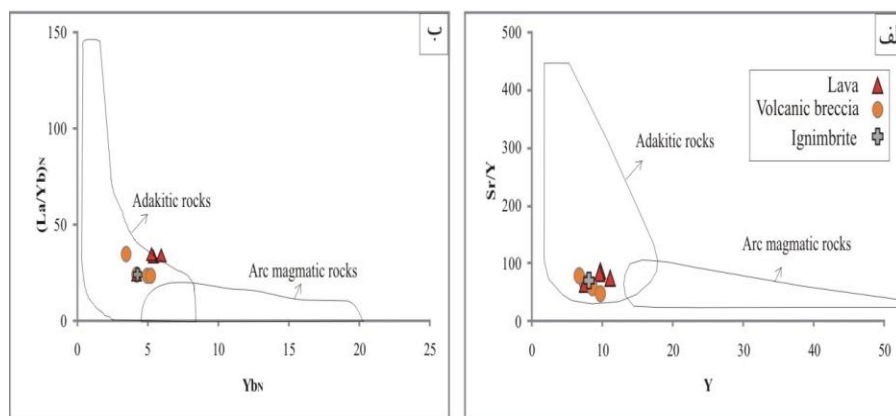 (La/Yb)N
150
100
50
0
Adakitic rocks
Arc magmatic rocks
0 5 10 15 20 25
YbN
Sr/Y
500
400
300
200
100
0
Lava
Volcanic breccia
Ignimbrite
Adakitic rocks
Arc magmatic rocks
0 10 20 30 40 50
Y